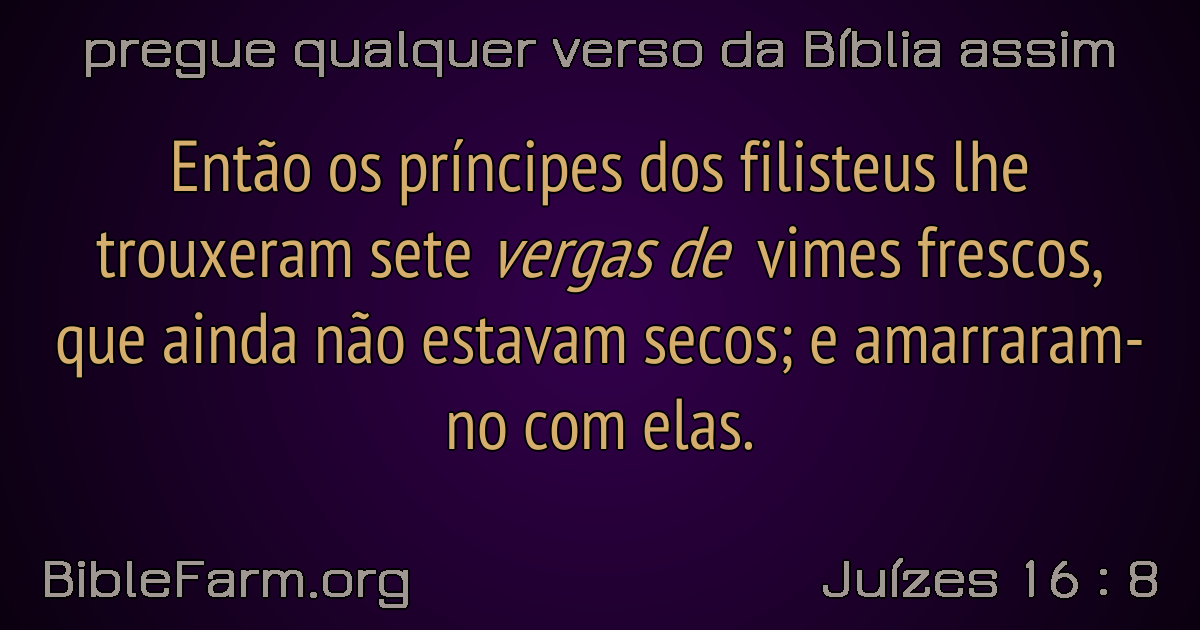 pregue qualquer verso da Bíblia assim
Então os príncipes dos filisteus lhe
trouxeram sete vergas de vimes frescos,
que ainda não estavam secos; e amarraram-
no com elas.
BibleFarm.org
Juízes 16 : 8